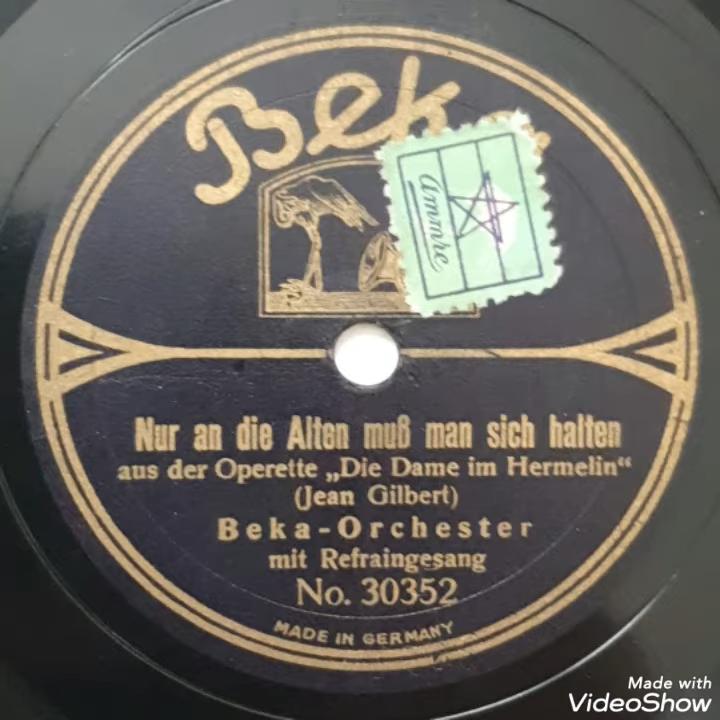 Beka
ammre
Nur an die Alten muß man sich halten
aus der Operette „Die Dame im Hermelin“
(Jean Gilbert)
Beka-Orchester
mit Refraingesang
No. 30352
MADE IN GERMANY
Made with
VideoShow